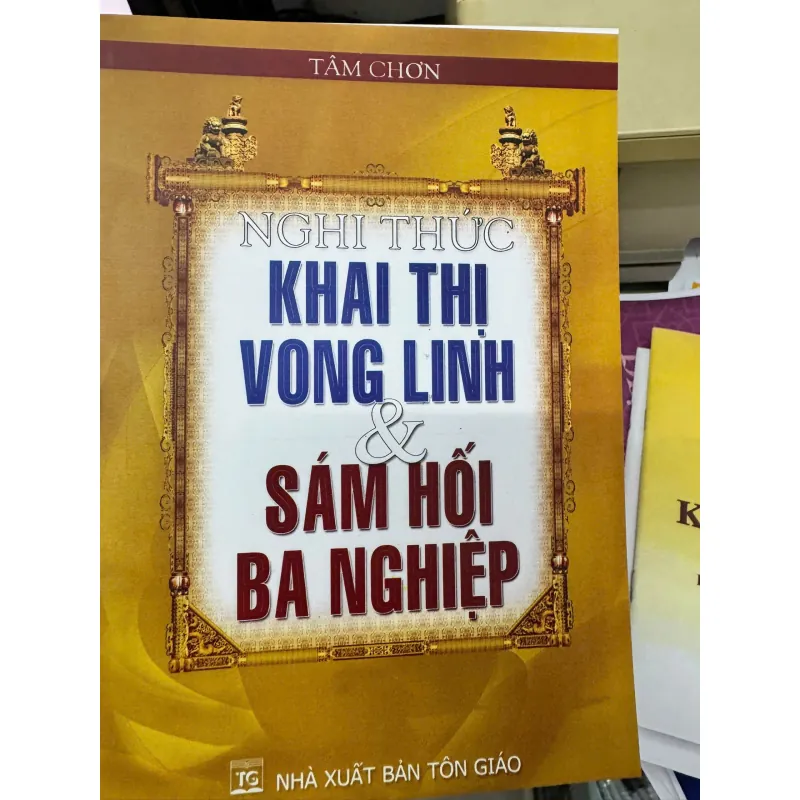 TÂM CHƠN
NGHI THỨC
KHAI THỊ
VONG LINH
&
SÁM HỐI
BA NGHIỆP
TG
NHÀ XUẤT BẢN TÔN GIÁO
K